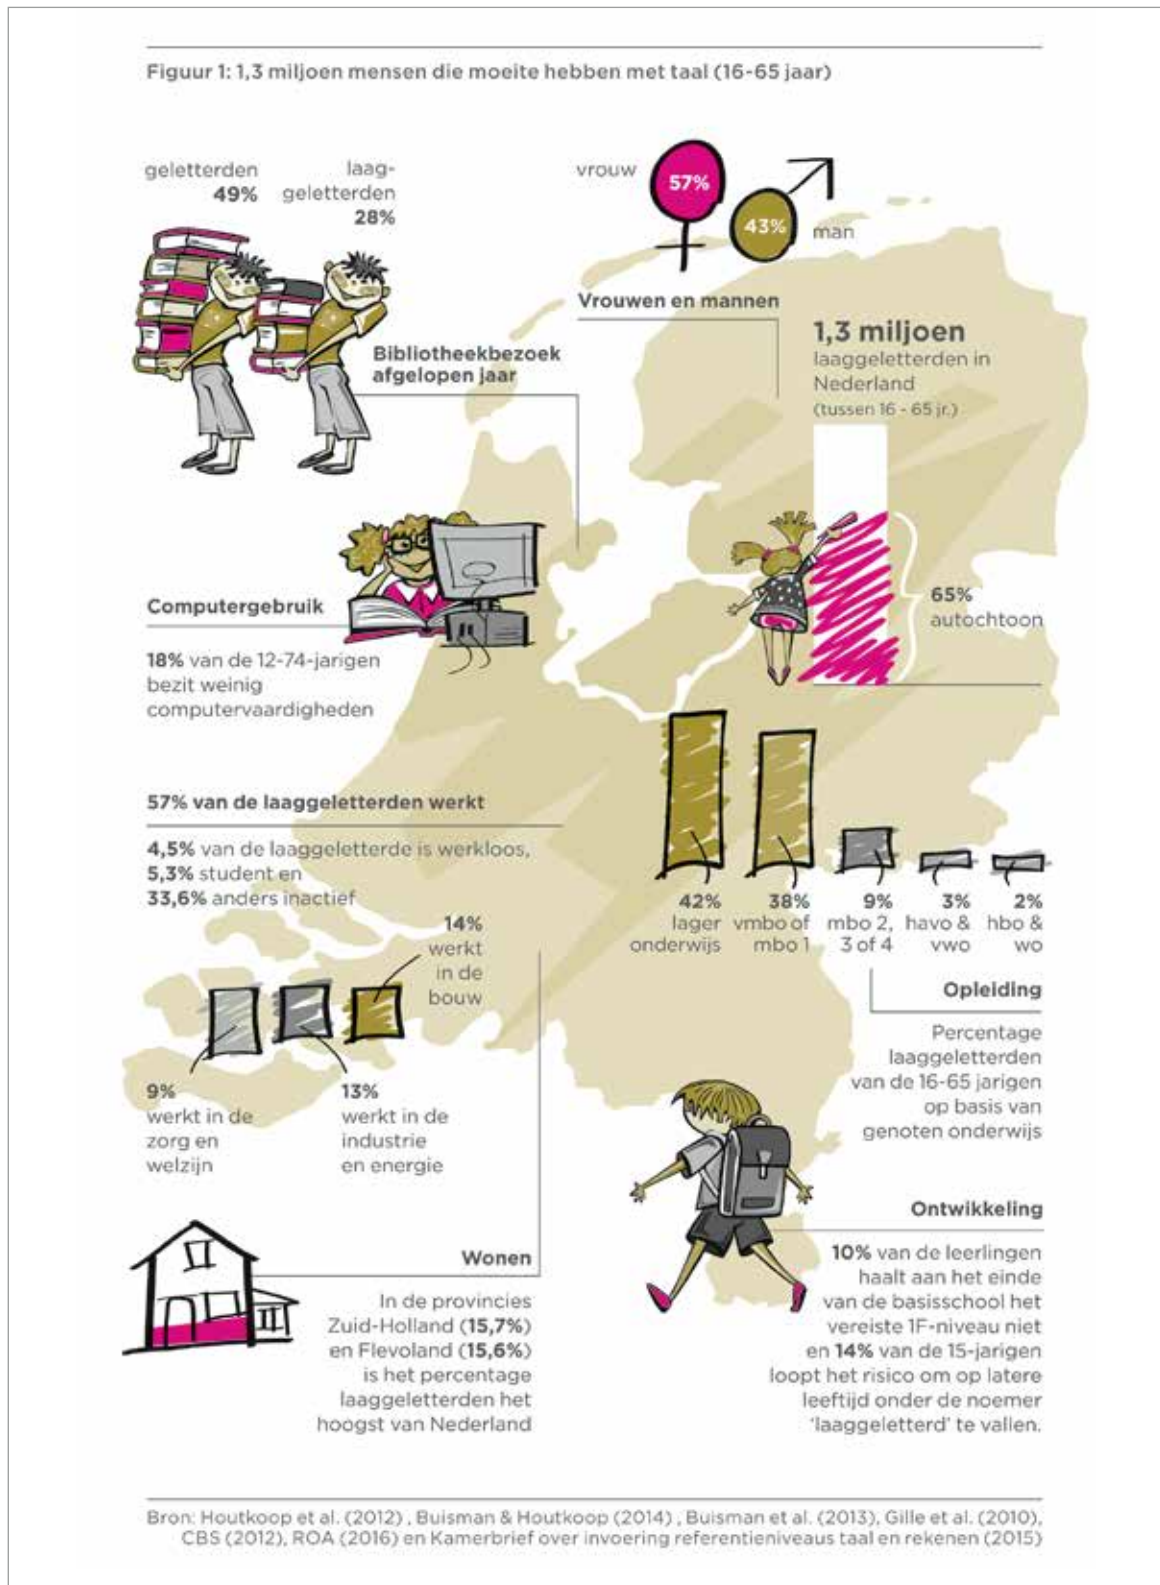 Figuur 1: 1,3 miljoen mensen die moeite hebben met taal (16-65 jaar)
geletterden
49%
laag-
geletterden
28%
Bibliotheekbezoek
afgelopen jaar
vrouw
57%
43%
man
Vrouwen en mannen
1,3 miljoen
laaggeletterden in
Nederland
(tussen 16 - 65 jr.)
65%
autochtoon
Computergebruik
18% van de 12-74-jarigen
bezit weinig
computervaardigheden
57% van de laaggeletterden werkt
4,5% van de laaggeletterde is werkloos,
5,3% student en
33,6% anders inactief
14%
werkt
in de
bouw
9%
werkt in de
zorg en
welzijn
13%
werkt in de
industrie
en energie
42%
lager
onderwijs
38%
vmbo of
mbo 1
9%
mbo 2,
3 of 4
3%
havo &
vwo
2%
hbo &
wo
Opleiding
Percentage
laaggeletterden
van de 16-65 jarigen
op basis van
genoten onderwijs
Wonen
In de provincies
Zuid-Holland (15,7%)
en Flevoland (15,6%)
is het percentage
laaggeletterden het
hoogst van Nederland
Ontwikkeling
10% van de leerlingen
haalt aan het einde
van de basisschool het
vereiste 1F-niveau niet
en 14% van de 15-jarigen
loopt het risico om op latere
leeftijd onder de noemer
'laaggeletterd' te vallen.
Bron: Houtkoop et al. (2012) , Buisman & Houtkoop (2014) , Buisman et al. (2013), Gille et al. (2010),
CBS (2012), ROA (2016) en Kamerbrief over invoering referentieniveaus taal en rekenen (2015)